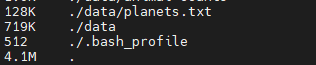 128K ./data/planets.txt
719K ./data
512 ./.bash_profile
4.1M .